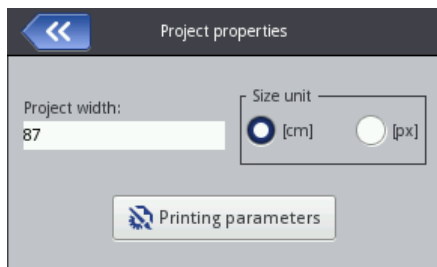 Project properties
Project width:
87
Size unit
[cm]
[px]
Printing parameters